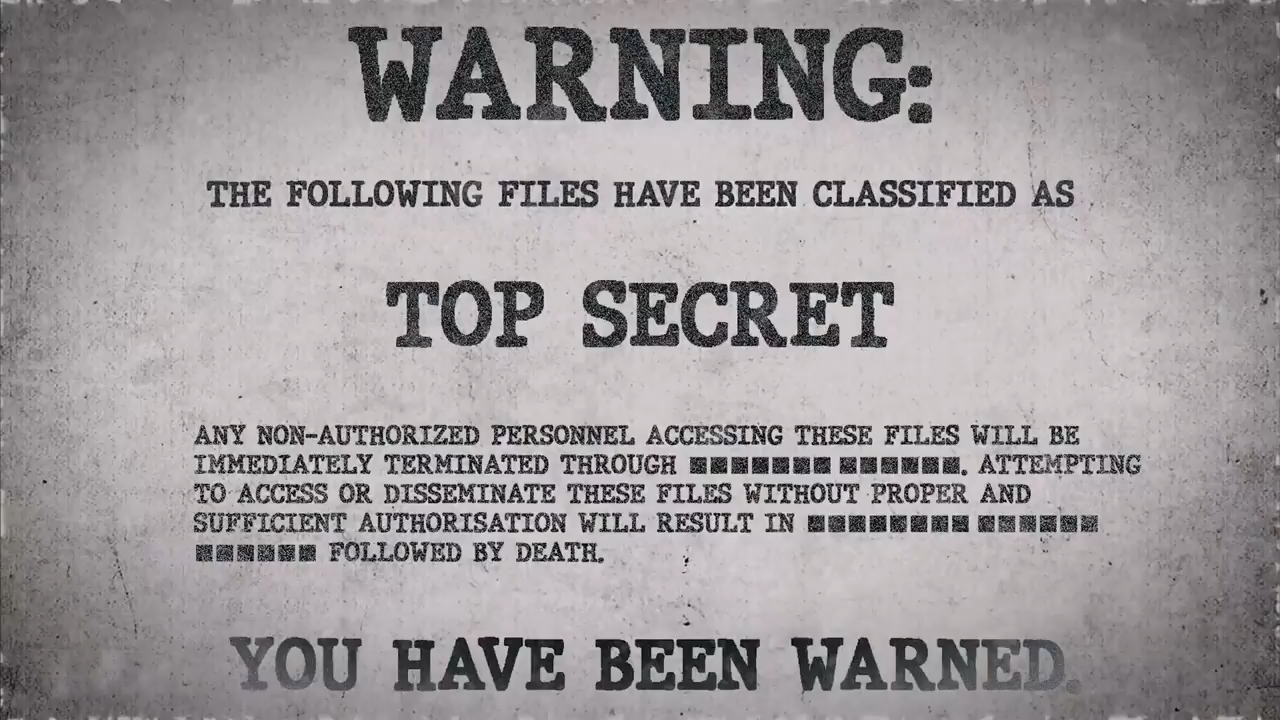 WARNING:
THE FOLLOWING FILES HAVE BEEN CLASSIFIED AS
TOP SECRET
ANY NON-AUTHORIZED PERSONNEL ACCESSING THESE FILES WILL BE
IMMEDIATELY TERMINATED THROUGH ■■■■■■■ ■■■■■■. ATTEMPTING
TO ACCESS OR DISSEMINATE THESE FILES WITHOUT PROPER AND
SUFFICIENT AUTHORISATION WILL RESULT IN ■■■■■■■■ ■■■■■■
■■■■■■ FOLLOWED BY DEATH.
YOU HAVE BEEN WARNED.